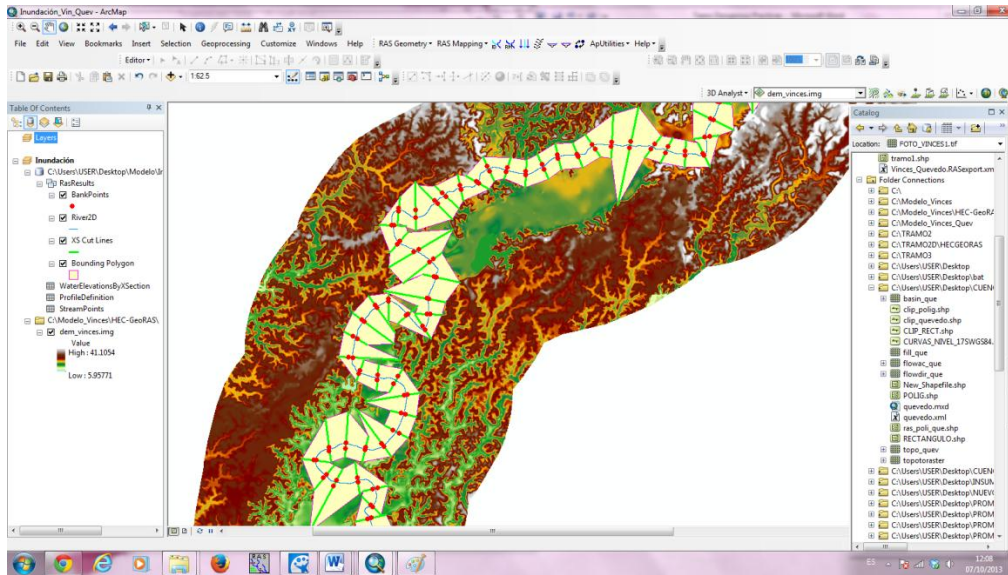 Inundación_Vin_Quev - ArcMap
File Edit View Bookmarks Insert Selection Geoprocessing Customize Windows Help RAS Geometry RAS Mapping ApUtilities Help
Editor
1:62.5
3D Analyst dem_vinces.img
Table Of Contents
Layers
Inundación
C:\Users\USER\Desktop\Modelo\Ir
RasResults
BankPoints
River2D
XS Cut Lines
Bounding Polygon
WaterElevationsByXSection
ProfileDefinition
StreamPoints
C:\Modelo_Vinces\HEC-GeoRAS\
dem_vinces.img
Value
High : 41.1054
Low : 5.95771
Catalog
Location: FOTO_VINCES1.tif
tramo1.shp
Vinces_Quevedo.RASexport.xm
Folder Connections
C:\
C:\Modelo_Vinces
C:\Modelo_Vinces\HEC-GeoRA
C:\Modelo_Vinces_Quev
C:\TRAMO2
C:\TRAMO2D\HECGEORAS
C:\TRAMO3
C:\Users\USER\Desktop
C:\Users\USER\Desktop\bat
C:\Users\USER\Desktop\CUEN
basin_que
clip_polig.shp
clip_quevedo.shp
CLIP_RECT.shp
CURVAS_NIVEL_17SWGS84.
fill_que
flowac_que
flowdir_que
New_Shapefile.shp
POLIG.shp
quevedo.mxd
quevedo.xml
ras_poli_que.shp
RECTANGULO.shp
topo_quev
topotoraster
C:\Users\USER\Desktop\CUEN
C:\Users\USER\Desktop\INSUN
C:\Users\USER\Desktop\NUEVC
C:\Users\USER\Desktop\PROM
C:\Users\USER\Desktop\PROM
C:\Users\USER\Desktop\PROM
C:\Users\USER\Desktop\PROM
RAS
ES
12:08
07/10/2013